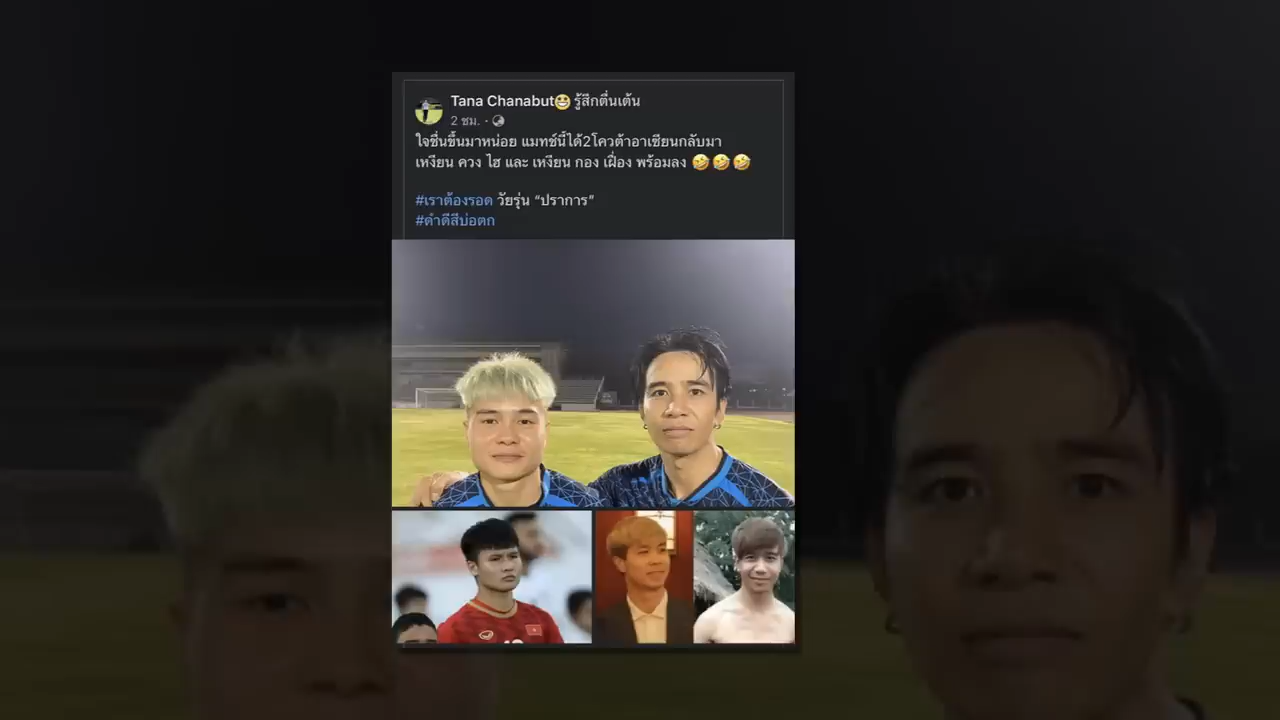 Tana Chanabut😁 รู้สึกตื่นเต้น
2 ชม. ·
ใจชื่นขึ้นมาหน่อย แมทช์นี้ได้2โควต้าอาเซียนกลับมา
เหงียน ควง ไฮ และ เหงียน กอง เฝื่อง พร้อมลง 🤣🤣🤣
#เราต้องรอด วัยรุ่น “ปราการ”
#ดำดีสีบ่อตก